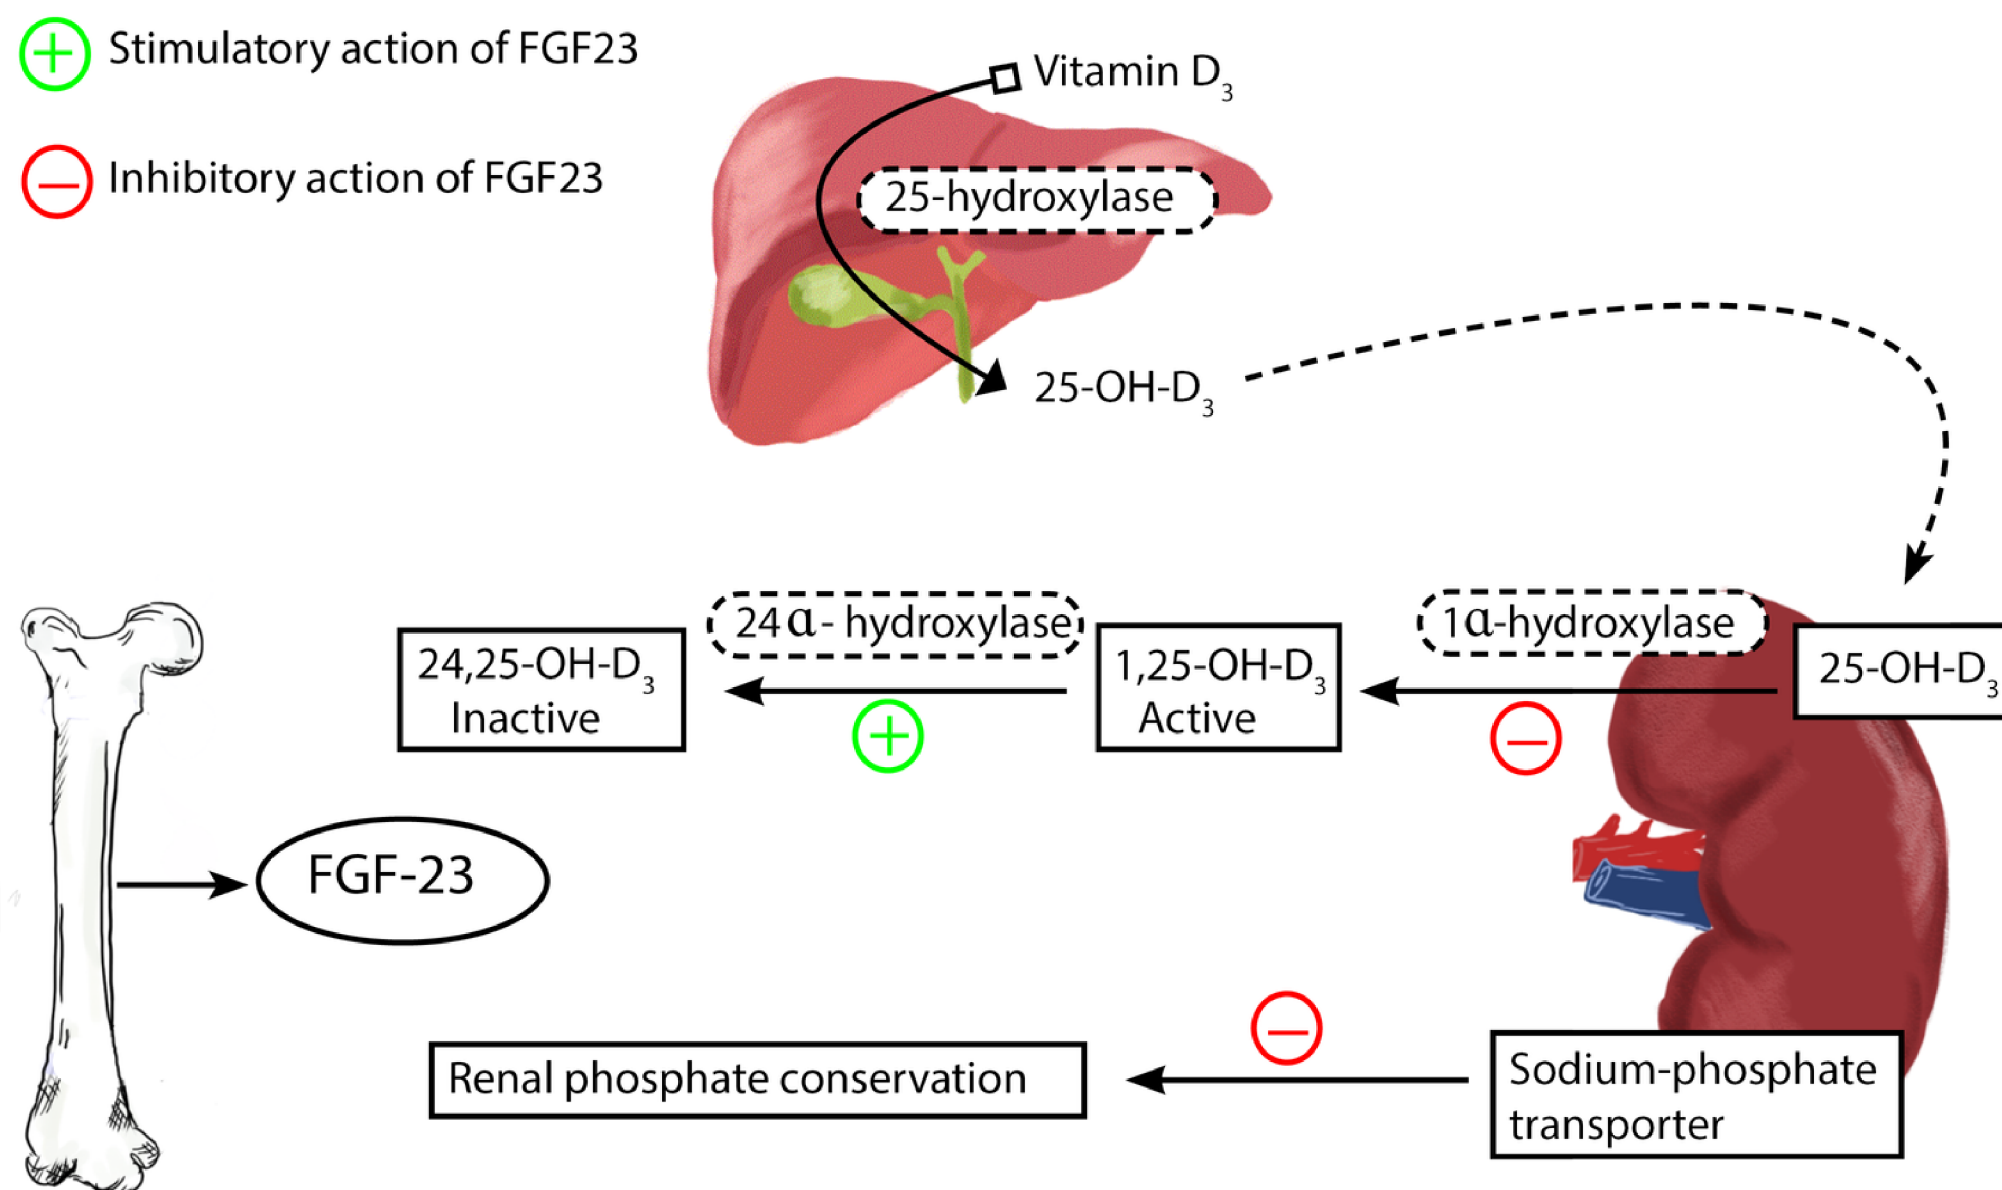 Stimulatory action of FGF23
Inhibitory action of FGF23
Vitamin D₃
25-hydroxylase
25-OH-D₃
24α- hydroxylase
1α-hydroxylase
24,25-OH-D₃
Inactive
1,25-OH-D₃
Active
25-OH-D₃
FGF-23
Renal phosphate conservation
Sodium-phosphate
transporter